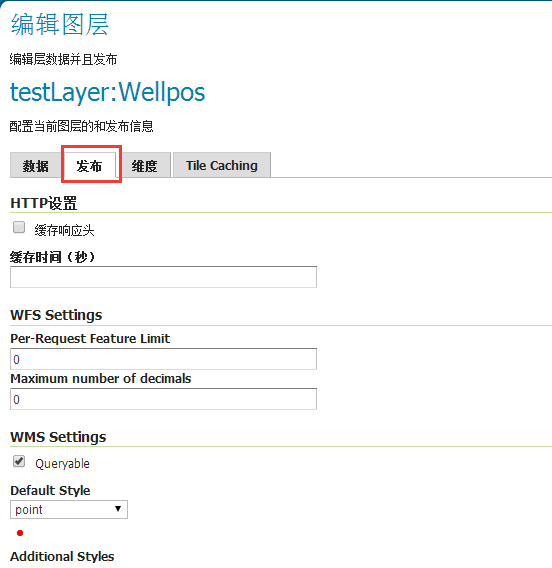 编辑图层
编辑层数据并且发布
testLayer:Wellpos
配置当前图层的和发布信息
数据 发布 维度 Tile Caching
HTTP设置
缓存响应头
缓存时间（秒）
WFS Settings
Per-Request Feature Limit
0
Maximum number of decimals
0
WMS Settings
Queryable
Default Style
point
Additional Styles